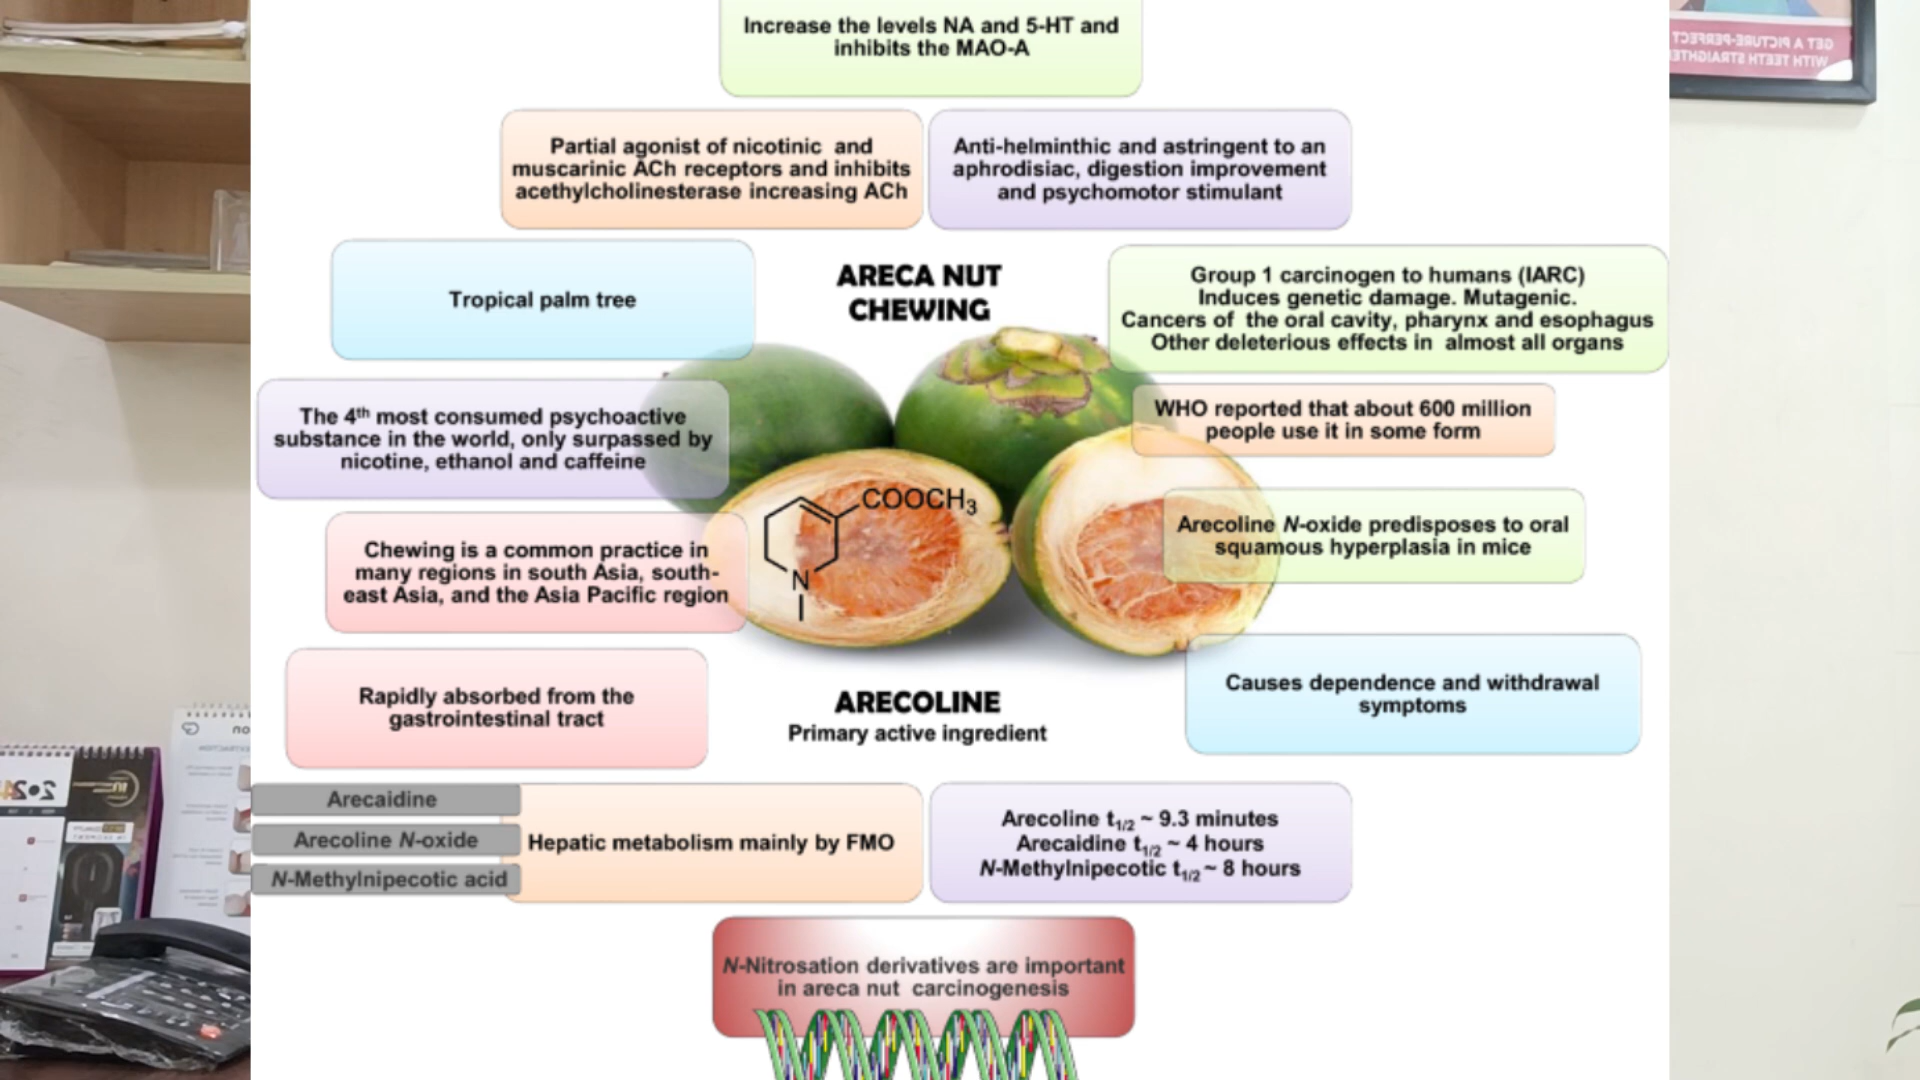 Increase the levels NA and 5-HT and
inhibits the MAO-A
Partial agonist of nicotinic and
muscarinic ACh receptors and inhibits
acethylcholinesterase increasing ACh
Anti-helminthic and astringent to an
aphrodisiac, digestion improvement
and psychomotor stimulant
Tropical palm tree
ARECA NUT
CHEWING
Group 1 carcinogen to humans (IARC)
Induces genetic damage. Mutagenic.
Cancers of the oral cavity, pharynx and esophagus
Other deleterious effects in almost all organs
The 4th most consumed psychoactive
substance in the world, only surpassed by
nicotine, ethanol and caffeine
WHO reported that about 600 million
people use it in some form
COOCH3
N
Arecoline N-oxide predisposes to oral
squamous hyperplasia in mice
Chewing is a common practice in
many regions in south Asia, south-
east Asia, and the Asia Pacific region
Rapidly absorbed from the
gastrointestinal tract
ARECOLINE
Primary active ingredient
Causes dependence and withdrawal
symptoms
Arecaidine
Arecoline N-oxide
N-Methylnipecotic acid
Hepatic metabolism mainly by FMO
Arecoline t1/2 ~ 9.3 minutes
Arecaidine t1/2 ~ 4 hours
N-Methylnipecotic t1/2 ~ 8 hours
N-Nitrosation derivatives are important
in areca nut carcinogenesis
GET A PICTURE-PERFECT
WITH TEETH